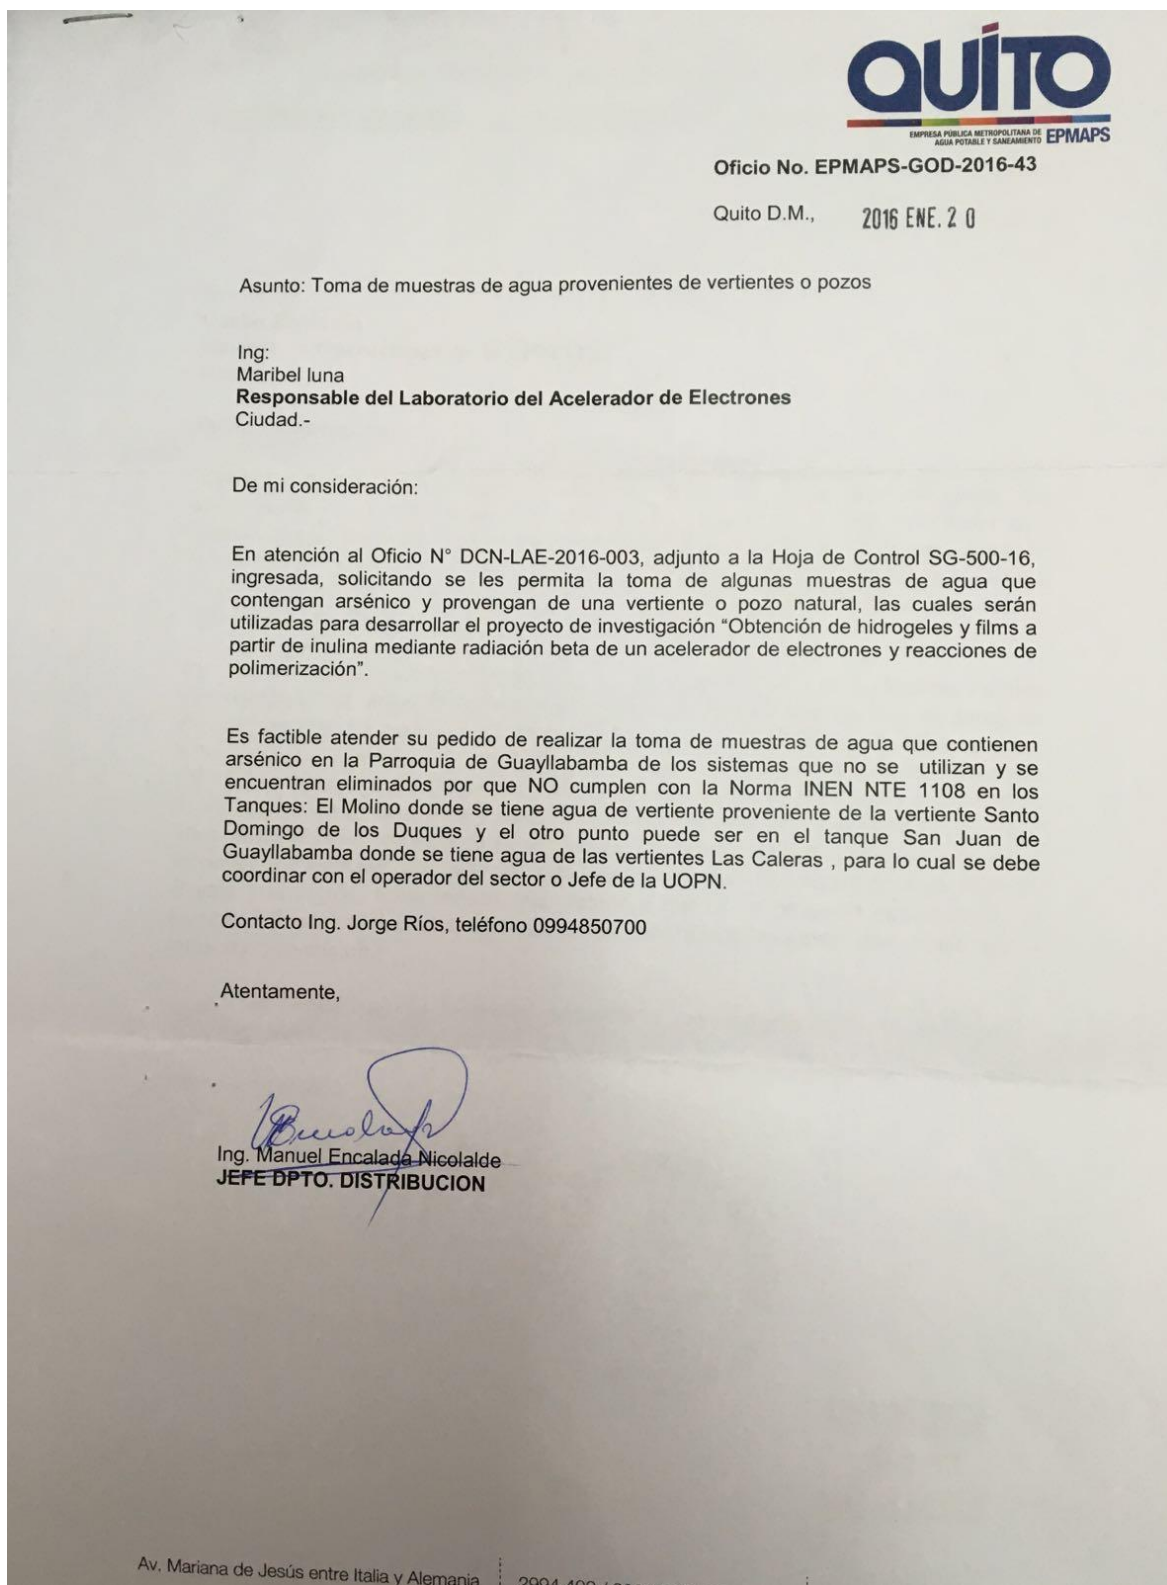 QUITO
EMPRESA PÚBLICA METROPOLITANA DE
AGUA POTABLE Y SANEAMIENTO EPMAPS
Oficio No. EPMAPS-GOD-2016-43
Quito D.M., 2016 ENE. 20
Asunto: Toma de muestras de agua provenientes de vertientes o pozos
Ing:
Maribel luna
Responsable del Laboratorio del Acelerador de Electrones
Ciudad.-
De mi consideración:
En atención al Oficio N° DCN-LAE-2016-003, adjunto a la Hoja de Control SG-500-16,
ingresada, solicitando se les permita la toma de algunas muestras de agua que
contengan arsénico y provengan de una vertiente o pozo natural, las cuales serán
utilizadas para desarrollar el proyecto de investigación “Obtención de hidrogeles y films a
partir de inulina mediante radiación beta de un acelerador de electrones y reacciones de
polimerización”.
Es factible atender su pedido de realizar la toma de muestras de agua que contienen
arsénico en la Parroquia de Guayllabamba de los sistemas que no se utilizan y se
encuentran eliminados por que NO cumplen con la Norma INEN NTE 1108 en los
Tanques: El Molino donde se tiene agua de vertiente proveniente de la vertiente Santo
Domingo de los Duques y el otro punto puede ser en el tanque San Juan de
Guayllabamba donde se tiene agua de las vertientes Las Caleras , para lo cual se debe
coordinar con el operador del sector o Jefe de la UOPN.
Contacto Ing. Jorge Ríos, teléfono 0994850700
Atentamente,
Ing. Manuel Encalada Nicolalde
JEFE DPTO. DISTRIBUCION
Av. Mariana de Jesús entre Italia y Alemania